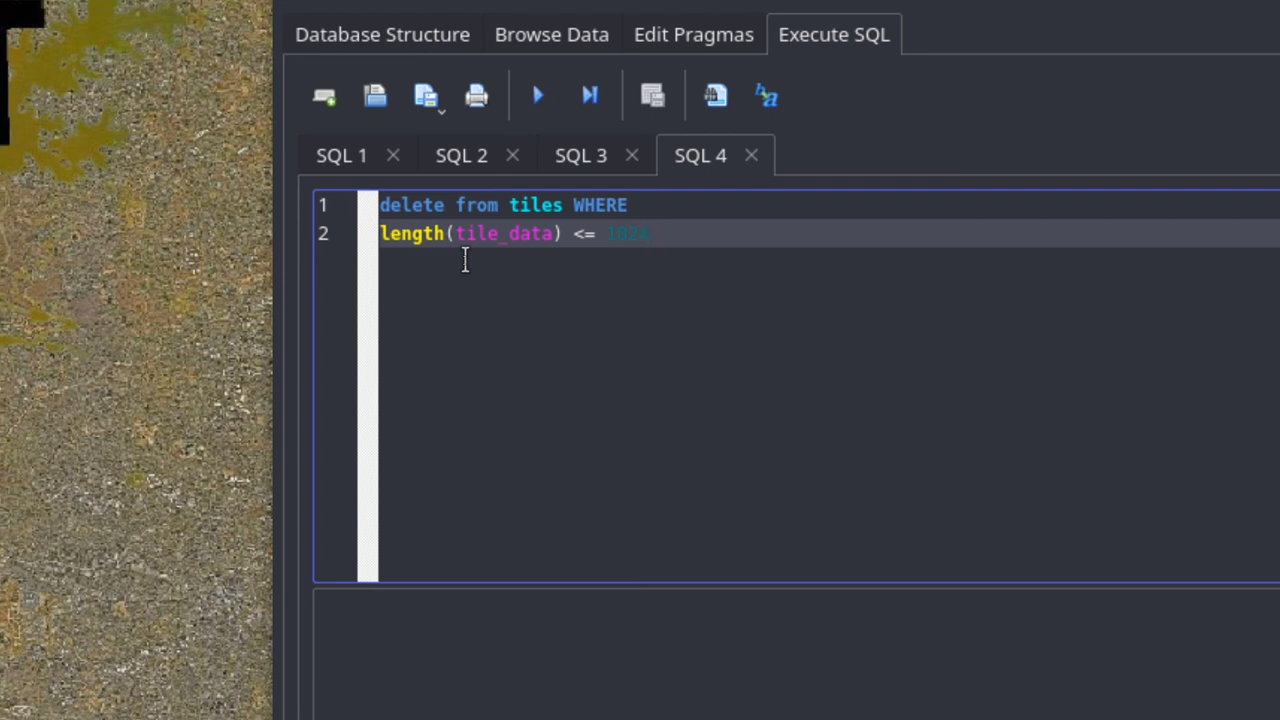 Database Structure Browse Data Edit Pragmas Execute SQL
SQL 1 SQL 2 SQL 3 SQL 4
1 delete from tiles WHERE
2 length(tile_data) <= 1024